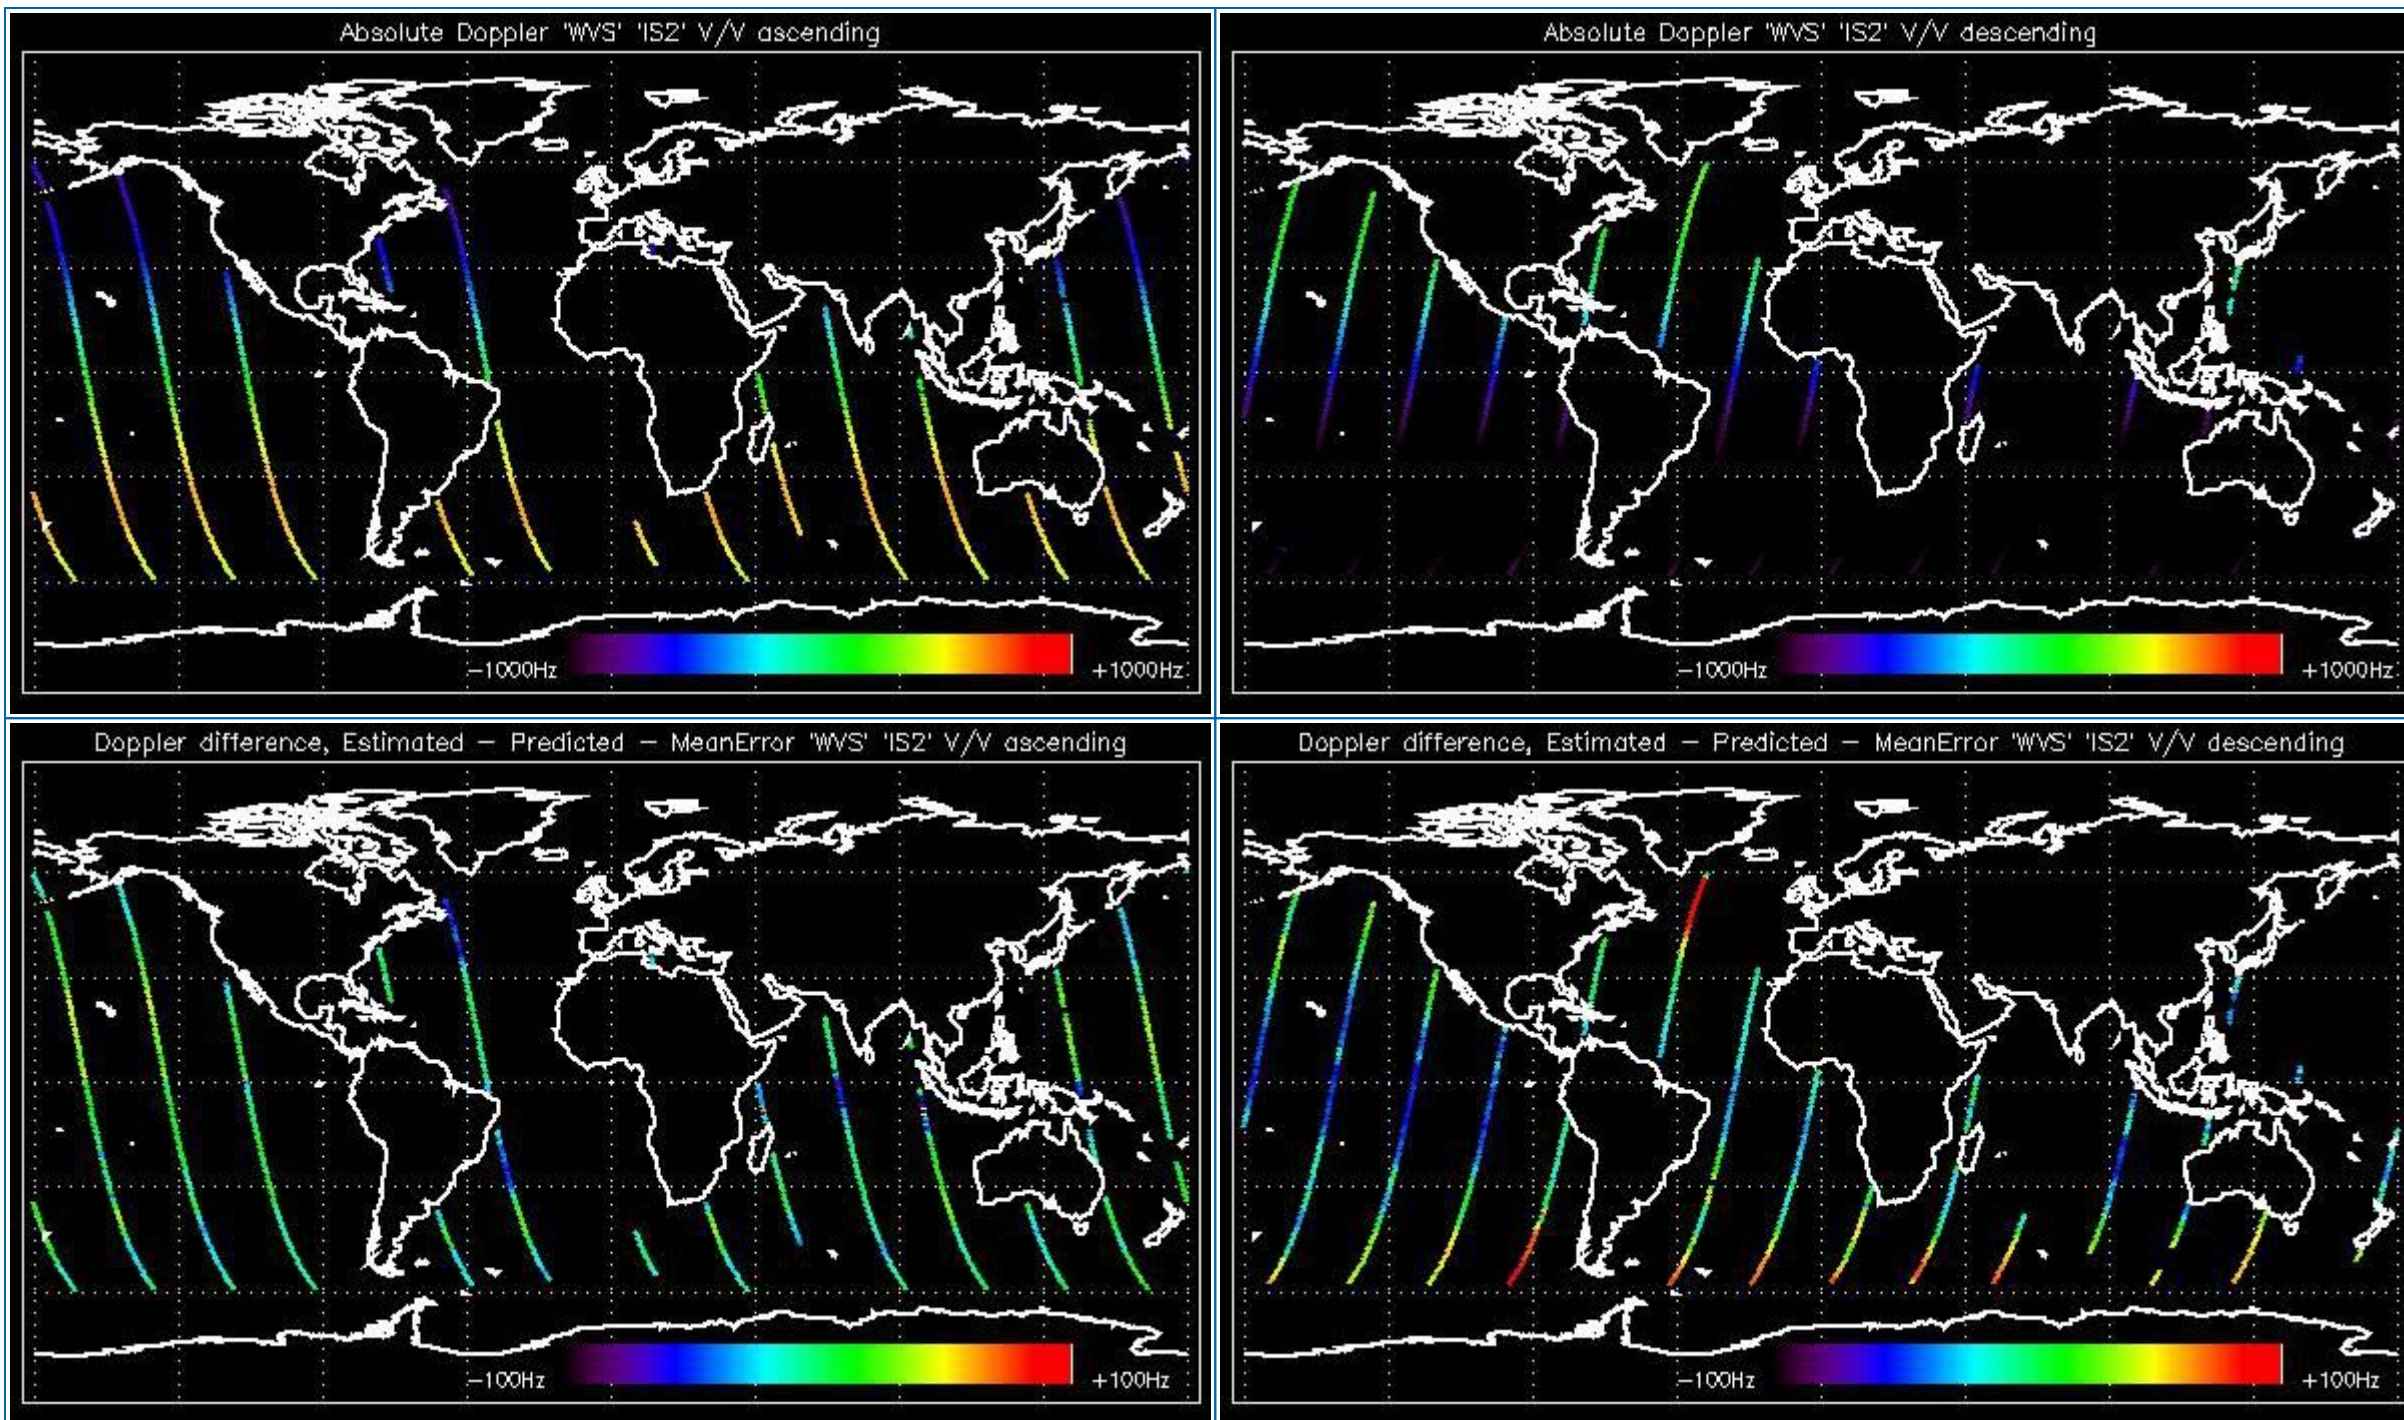 Absolute Doppler 'WVS' 'IS2' V/V ascending
-1000Hz +1000Hz
Absolute Doppler 'WVS' 'IS2' V/V descending
-1000Hz +1000Hz
Doppler difference, Estimated - Predicted - MeanError 'WVS' 'IS2' V/V ascending
-100Hz +100Hz
Doppler difference, Estimated - Predicted - MeanError 'WVS' 'IS2' V/V descending
-100Hz +100Hz